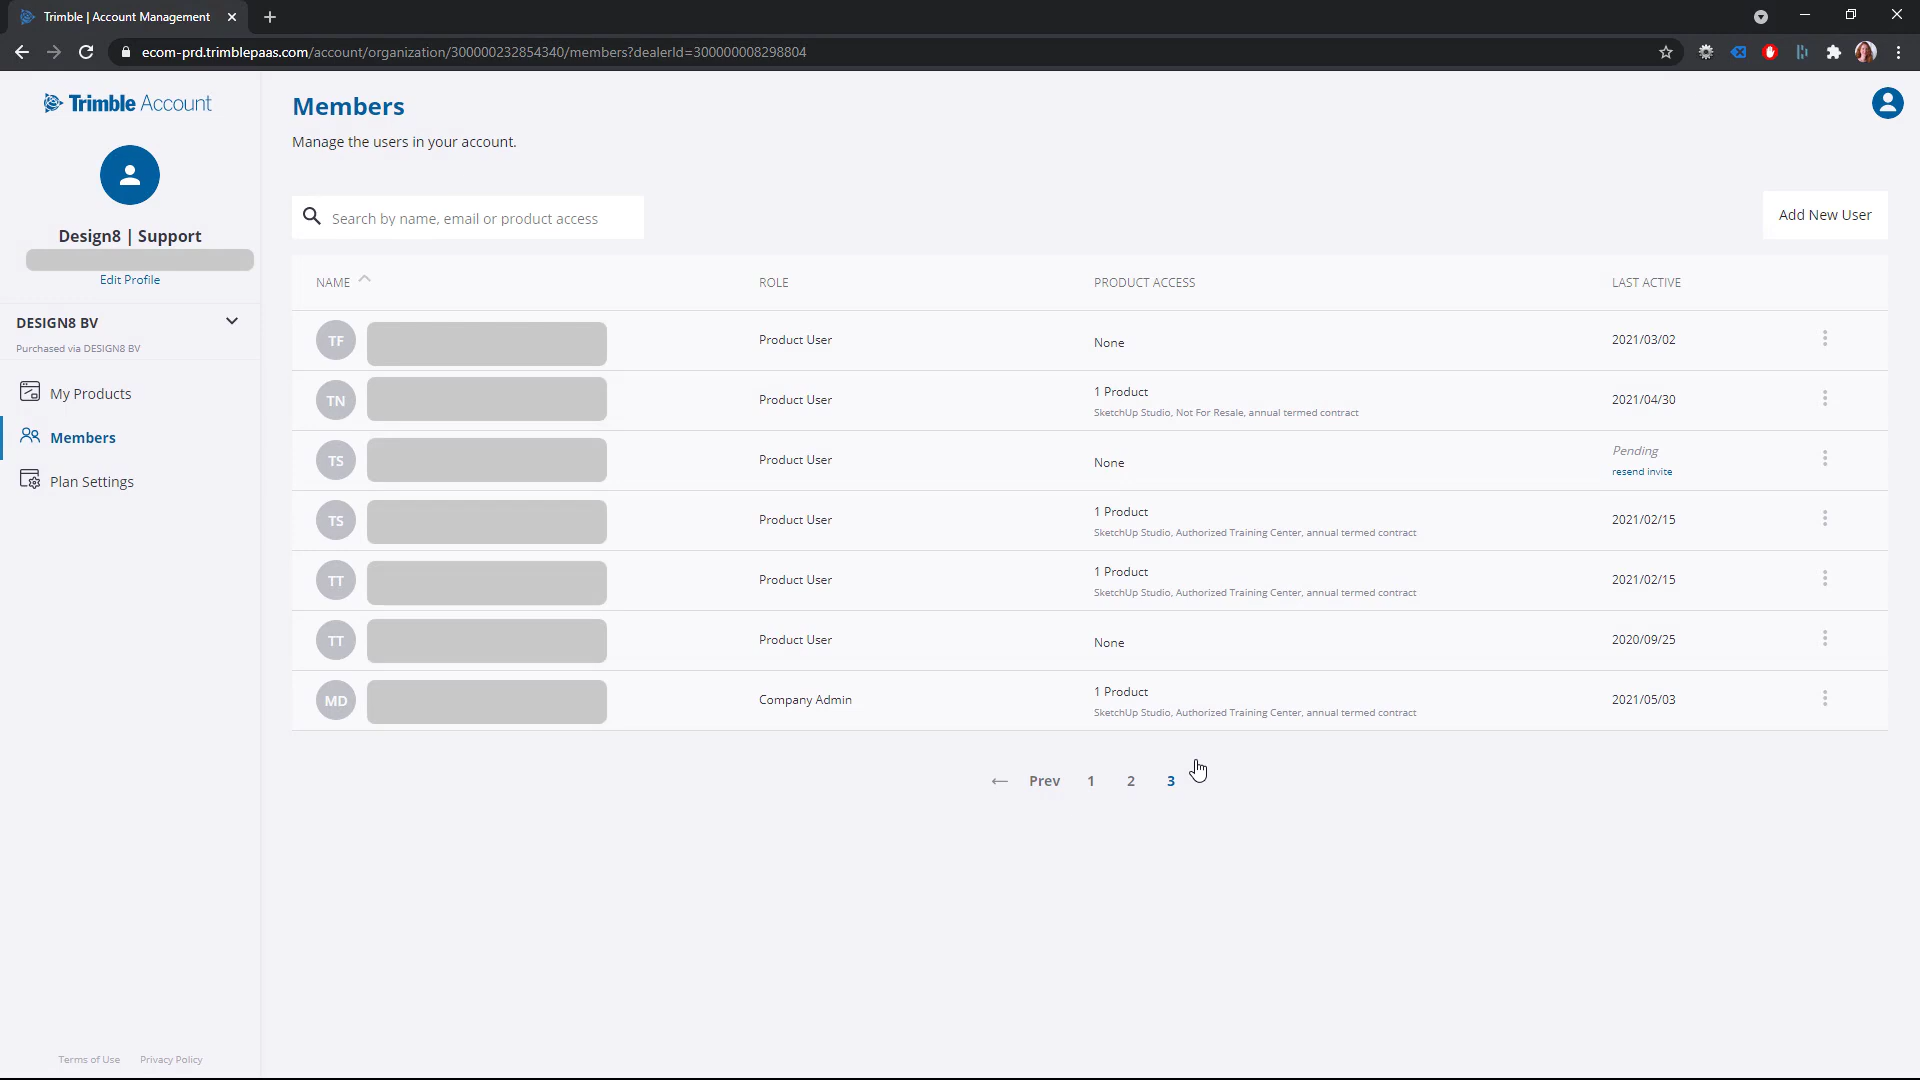 Trimble | Account Management
ecom-prd.trimblepaas.com/account/organization/300000232854340/members?dealerId=300000008298804
Trimble Account
Design8 | Support
Edit Profile
DESIGN8 BV
Purchased via DESIGN8 BV
My Products
Members
Plan Settings
Terms of Use Privacy Policy
Members
Manage the users in your account.
Search by name, email or product access
Add New User
NAME ROLE PRODUCT ACCESS LAST ACTIVE
TF Product User None 2021/03/02
TN Product User 1 Product 2021/04/30
SketchUp Studio, Not For Resale, annual termed contract
TS Product User None Pending
resend invite
TS Product User 1 Product 2021/02/15
SketchUp Studio, Authorized Training Center, annual termed contract
TT Product User 1 Product 2021/02/15
SketchUp Studio, Authorized Training Center, annual termed contract
TT Product User None 2020/09/25
MD Company Admin 1 Product 2021/05/03
SketchUp Studio, Authorized Training Center, annual termed contract
← Prev 1 2 3